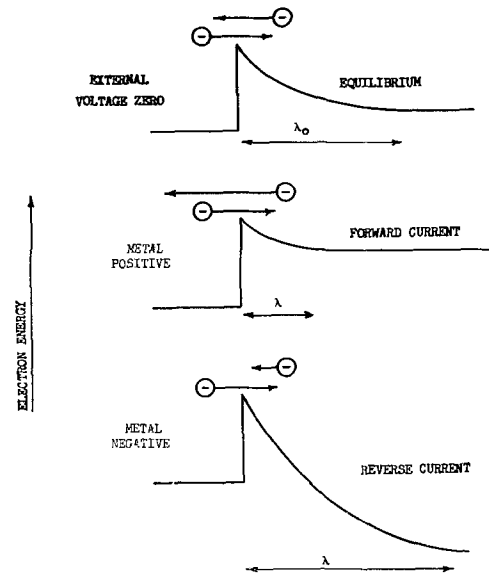 EXTERNAL
VOLTAGE ZERO
EQUILIBRIUM
λ₀
METAL
POSITIVE
FORWARD CURRENT
λ
ELECTRON ENERGY
METAL
NEGATIVE
REVERSE CURRENT
λ